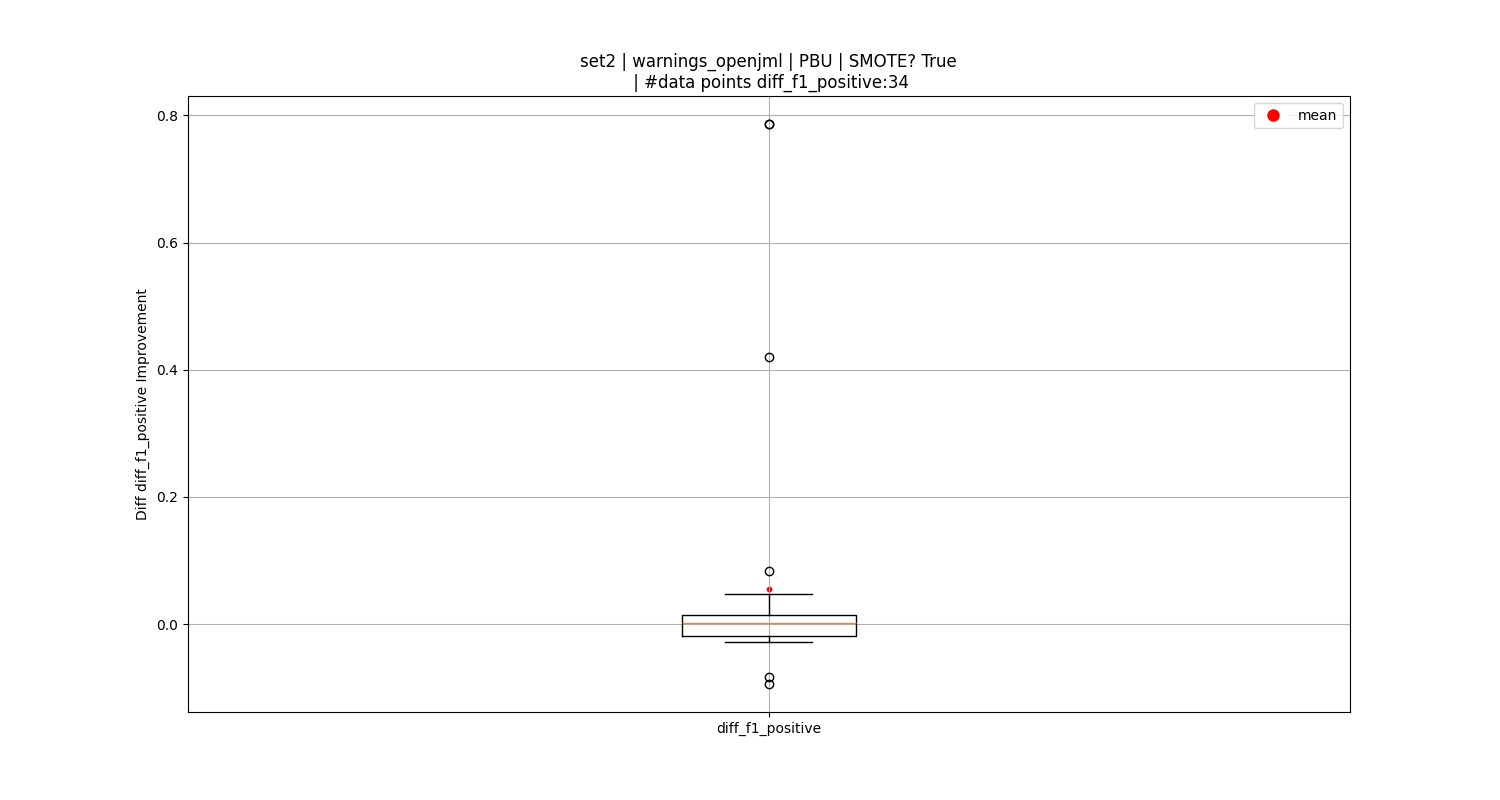 set2 | warnings_openjml | PBU | SMOTE? True
| #data points diff_f1_positive:34
mean
0.8
0.6
0.4
0.2
0.0
Diff diff_f1_positive Improvement
diff_f1_positive